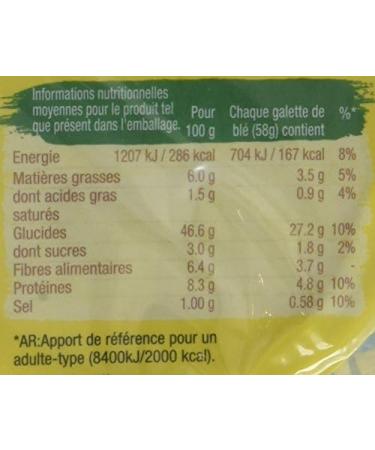 Informations nutritionnelles
moyennes pour le produit tel Pour Chaque galette de %*
que présent dans l'emballage. 100 g blé (58g) contient
Energie 1207 kJ / 286 kcal 704 kJ / 167 kcal 8%
Matières grasses 6.0 g 3.5 g 5%
dont acides gras 1.5 g 0.9 g 4%
saturés
Glucides 46.6 g 27.2 g 10%
dont sucres 3.0 g 1.8 g 2%
Fibres alimentaires 6.4 g 3.7 g -
Protéines 8.3 g 4.8 g 10%
Sel 1.00 g 0.58 g 10%
*AR:Apport de référence pour un
adulte-type (8400kJ/2000 kcal).